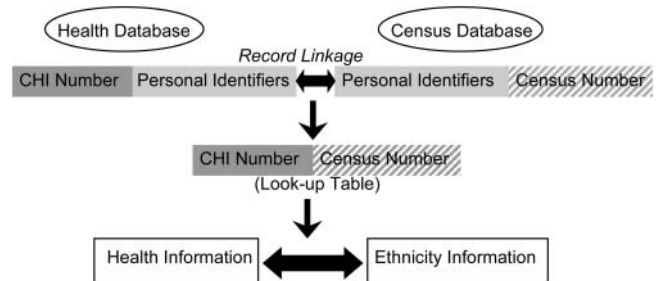 Health Database Census Database
Record Linkage
CHI Number Personal Identifiers Personal Identifiers Census Number
CHI Number Census Number
(Look-up Table)
Health Information Ethnicity Information